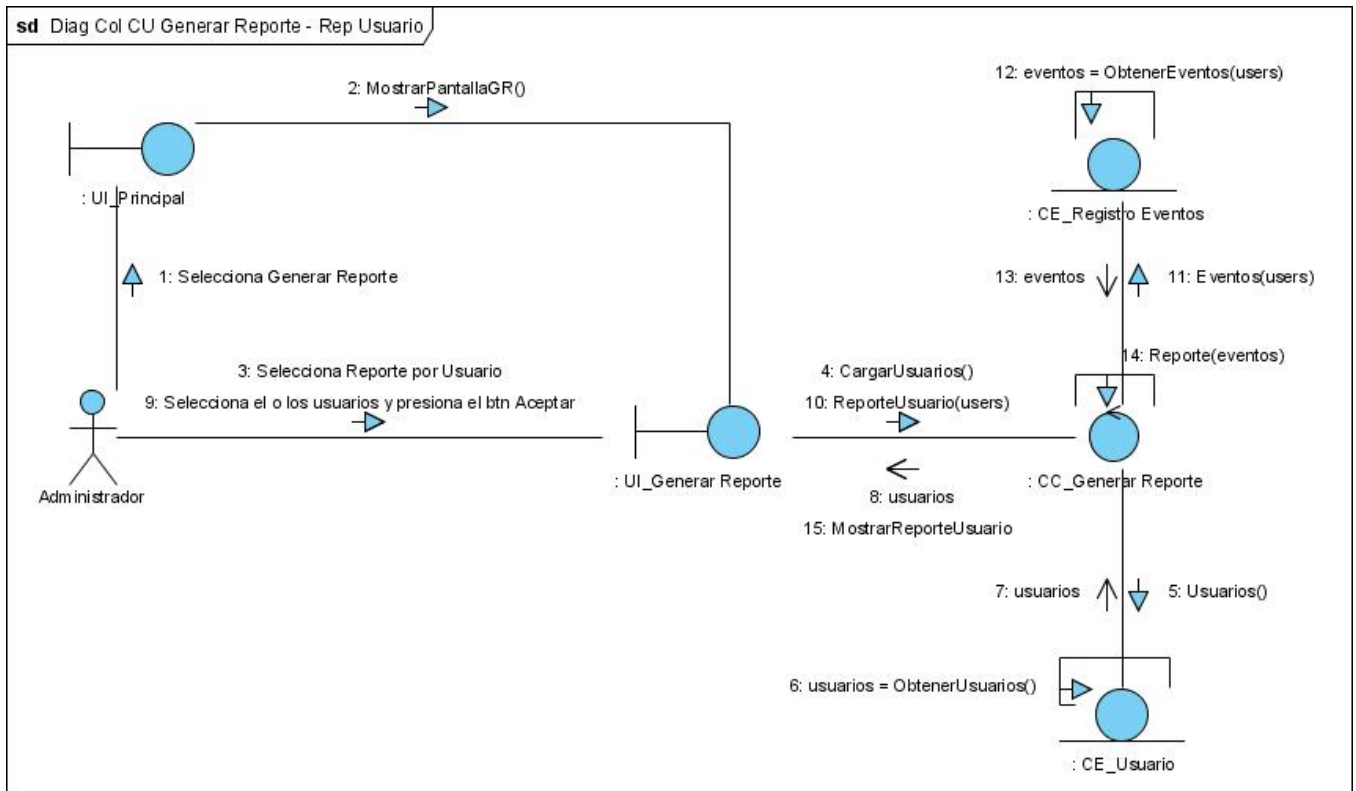 sd Diag Col CU Generar Reporte - Rep Usuario
12: eventos = ObtenerEventos(users)
2: MostrarPantallaGR()
: UI_Principal
: CE_Registro Eventos
1: Selecciona Generar Reporte
13: eventos
11: Eventos(users)
14: Reporte(eventos)
3: Selecciona Reporte por Usuario
4: CargarUsuarios()
9: Selecciona el o los usuarios y presiona el btn Aceptar
10: ReporteUsuario(users)
: UI_Generar Reporte
: CC_Generar Reporte
Administrador
8: usuarios
15: MostrarReporteUsuario
7: usuarios
5: Usuarios()
6: usuarios = ObtenerUsuarios()
: CE_Usuario